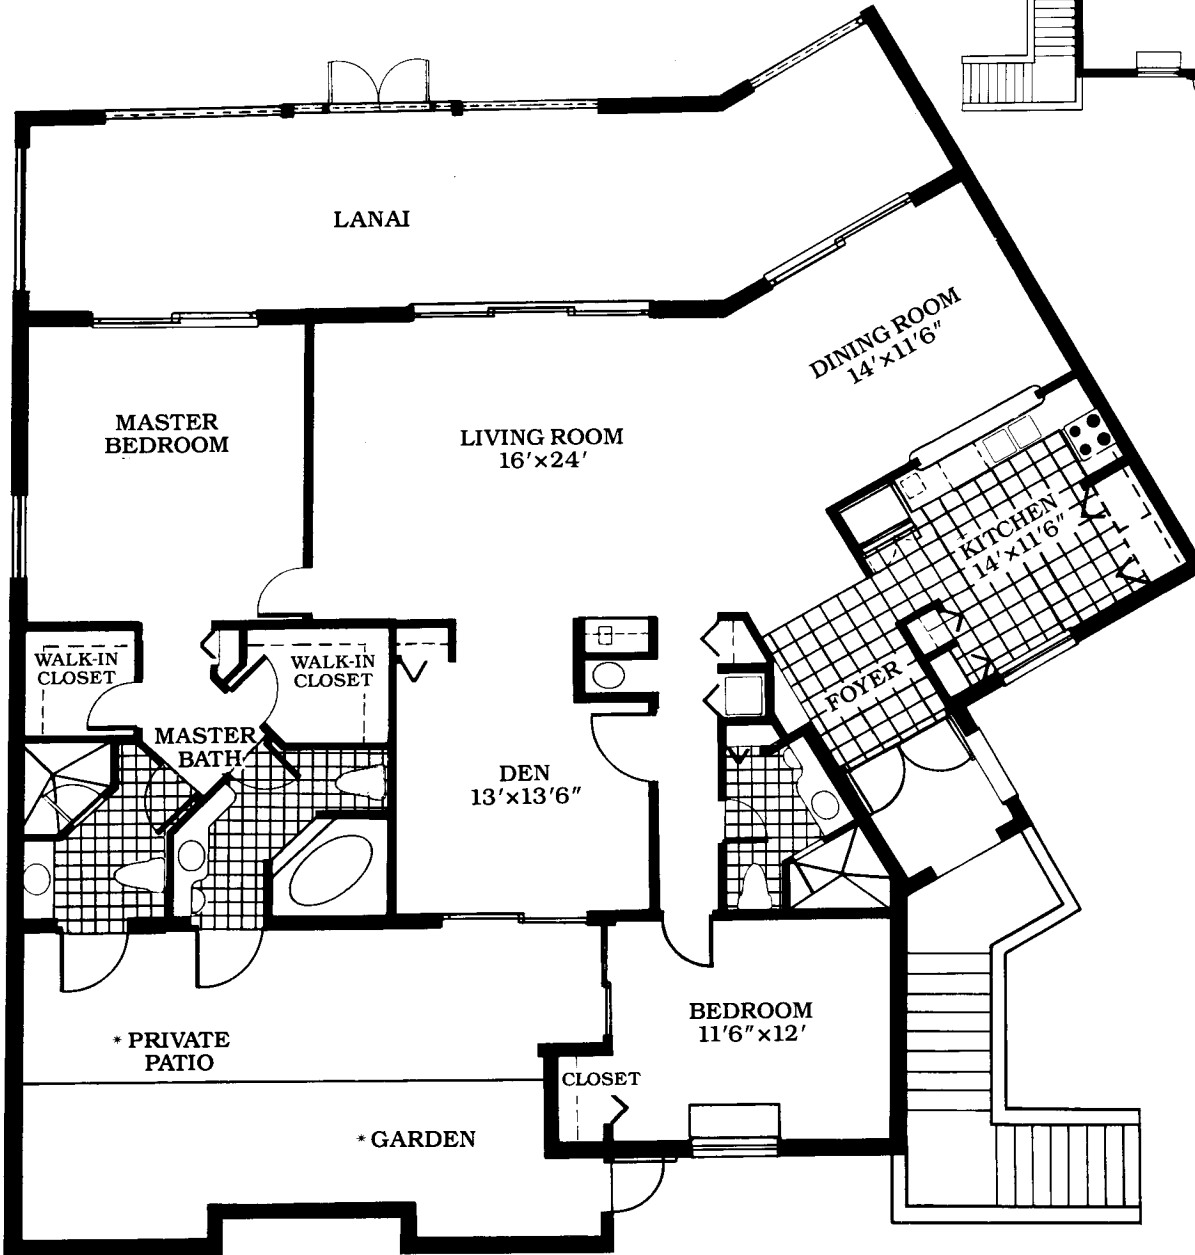 LANAI
DINING ROOM
14'×11'6"
MASTER
BEDROOM
LIVING ROOM
16'×24'
KITCHEN
14'×11'6"
WALK-IN
CLOSET
WALK-IN
CLOSET
FOYER
MASTER
BATH
DEN
13'×13'6"
BEDROOM
11'6"×12'
*PRIVATE
PATIO
CLOSET
*GARDEN